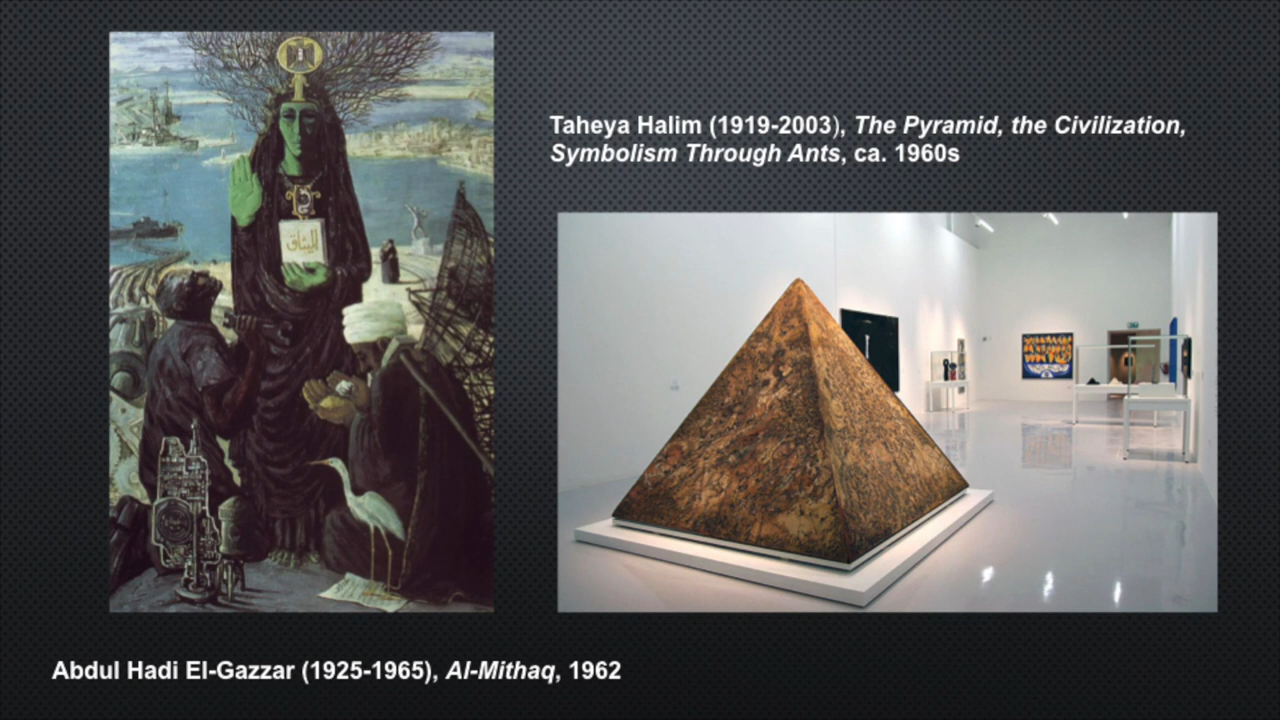 Taheya Halim (1919-2003), The Pyramid, the Civilization,
Symbolism Through Ants, ca. 1960s
الميثاق
Abdul Hadi El-Gazzar (1925-1965), Al-Mithaq, 1962